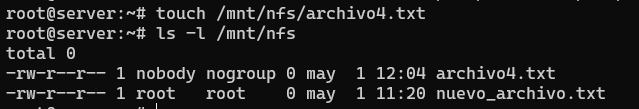 root@server:~# touch /mnt/nfs/archivo4.txt
root@server:~# ls -l /mnt/nfs
total 0
-rw-r--r-- 1 nobody nogroup 0 may  1 12:04 archivo4.txt
-rw-r--r-- 1 root   root    0 may  1 11:20 nuevo_archivo.txt